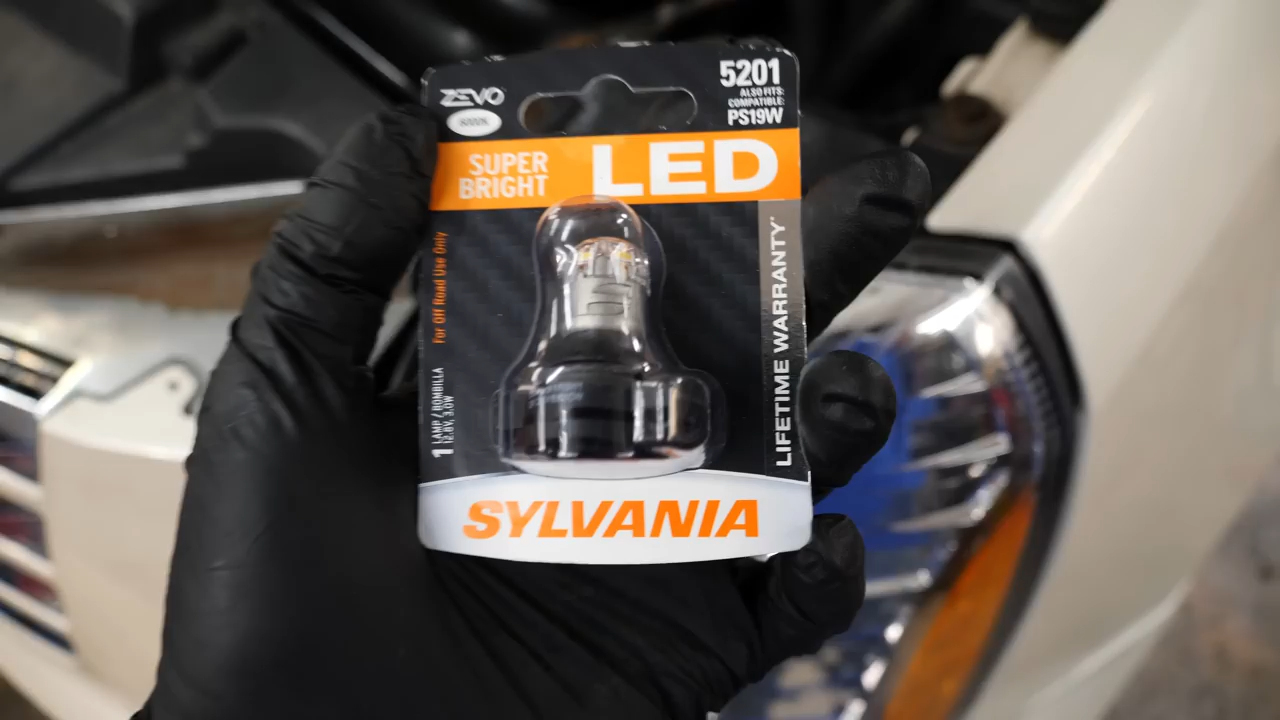 ZEVO
6000K
5201
ALSO FITS:
COMPATIBLE:
PS19W
SUPER
BRIGHT
LED
For Off Road Use Only
1 LAMP / BOMBILLA
12.8V, 3.0W
LIFETIME WARRANTY*
SYLVANIA